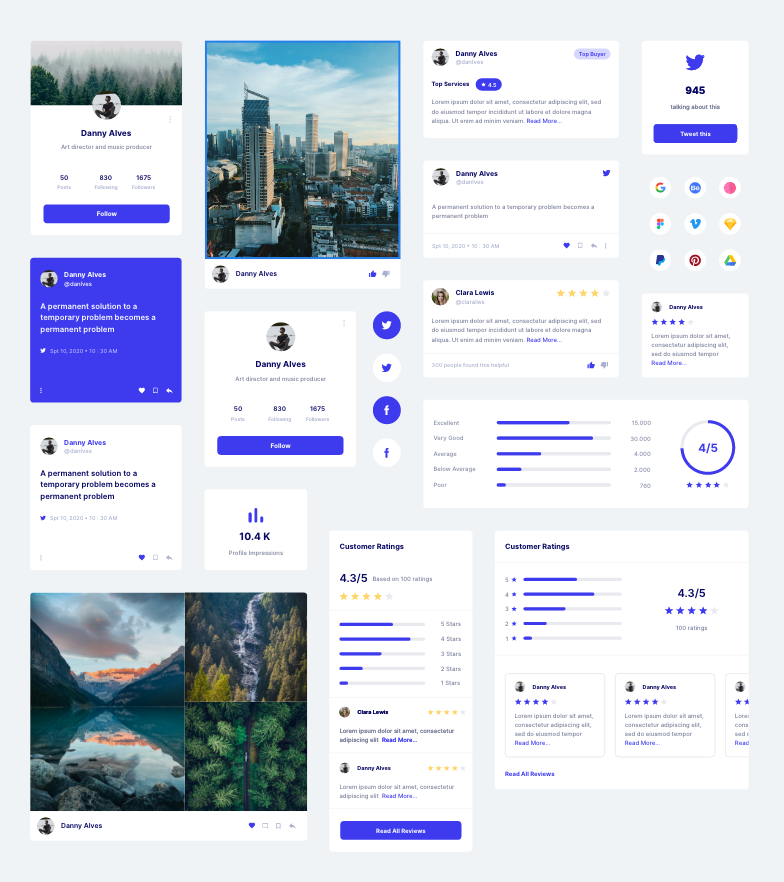 Danny Alves
Art director and music producer
50
830
1675
Posts
Following
Followers
Follow
Danny Alves
@danlves
A permanent solution to a
temporary problem becomes a
permanent problem
Spt 10, 2020 • 10 : 30 AM
Danny Alves
@danlves
A permanent solution to a
temporary problem becomes a
permanent problem
Spt 10, 2020 • 10 : 30 AM
Danny Alves
Danny Alves
Art director and music producer
50
830
1675
Posts
Following
Followers
Follow
10.4 K
Profile Impressions
Danny Alves
@danlves
Top Buyer
Top Services
★ 4.5
Lorem ipsum dolor sit amet, consectetur adipiscing elit, sed
do eiusmod tempor incididunt ut labore et dolore magna
aliqua. Ut enim ad minim veniam. Read More...
Danny Alves
@danlves
A permanent solution to a temporary problem becomes a
permanent problem
Spt 10, 2020 • 10 : 30 AM
Clara Lewis
@claralws
Lorem ipsum dolor sit amet, consectetur adipiscing elit, sed
do eiusmod tempor incididunt ut labore et dolore magna
aliqua. Ut enim ad minim veniam. Read More...
300 people found this helpful
945
talking about this
Tweet this
G
Bē
Danny Alves
Lorem ipsum dolor sit amet,
consectetur adipiscing elit,
sed do eiusmod tempor
Read More...
Excellent
15.000
Very Good
30.000
Average
4.000
Below Average
2.000
Poor
760
4/5
Customer Ratings
4.3/5 Based on 100 ratings
5 Stars
4 Stars
3 Stars
2 Stars
1 Stars
Clara Lewis
Lorem ipsum dolor sit amet, consectetur
adipiscing elit Read More...
Danny Alves
Lorem ipsum dolor sit amet, consectetur
adipiscing elit Read More...
Read All Reviews
Customer Ratings
5
4
3
2
1
4.3/5
100 ratings
Danny Alves
Lorem ipsum dolor sit amet,
consectetur adipiscing elit,
sed do eiusmod tempor
Read More...
Danny Alves
Lorem ipsum dolor sit amet,
consectetur adipiscing elit,
sed do eiusmod tempor
Read More...
Read All Reviews
Danny Alves